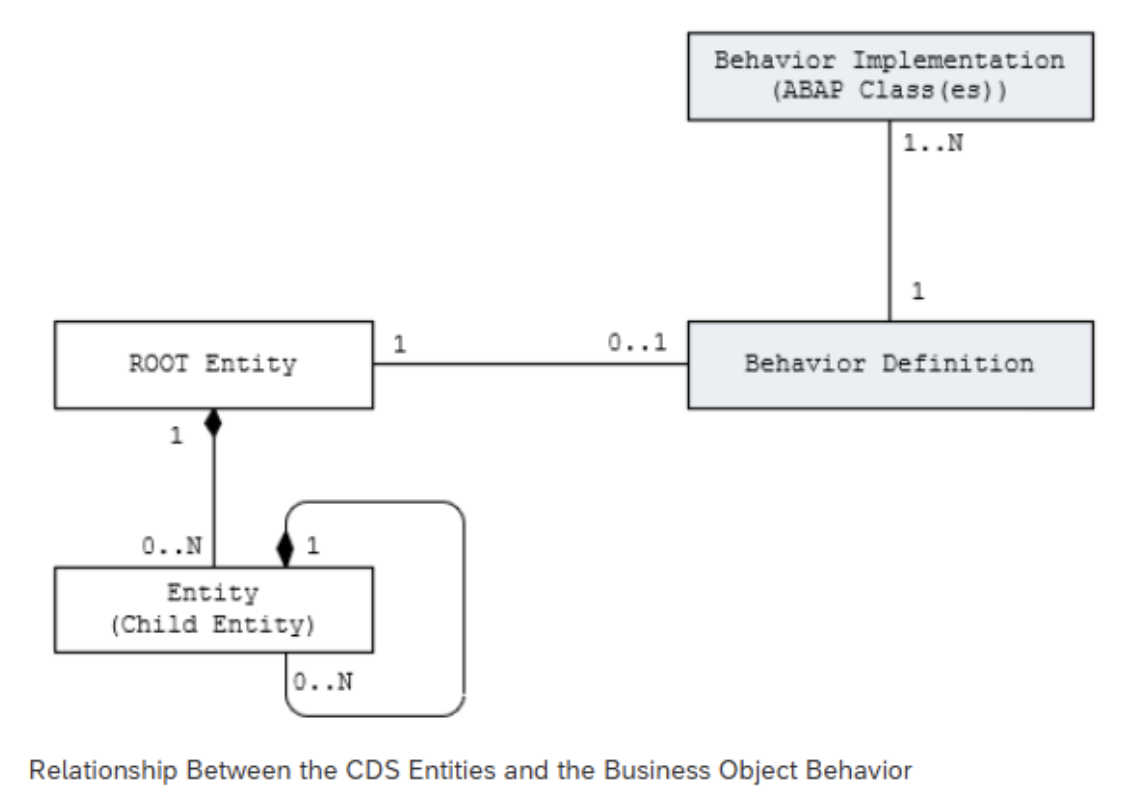 Behavior Implementation
(ABAP Class(es))
1..N
1
ROOT Entity
1
0..1
Behavior Definition
1
0..N
1
Entity
(Child Entity)
0..N
Relationship Between the CDS Entities and the Business Object Behavior